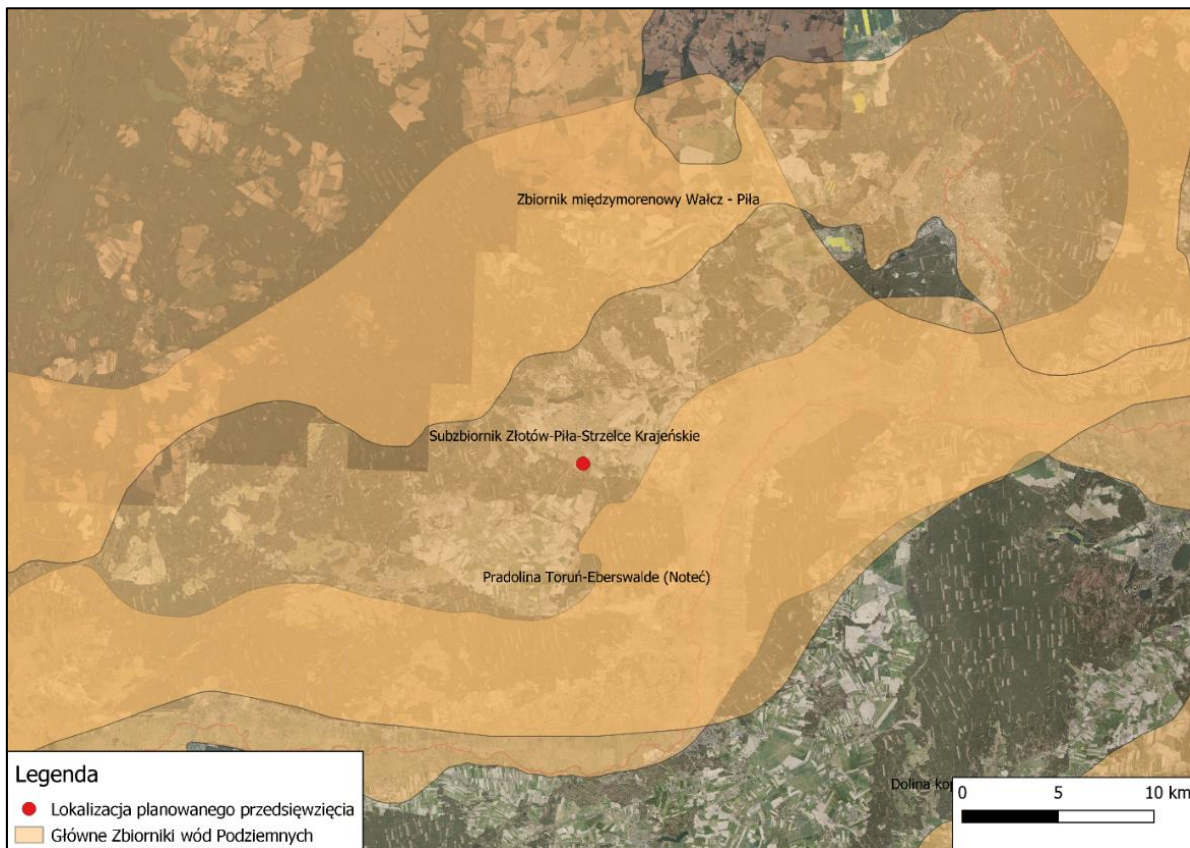 Zbiornik międzymorenowy Wałcz - Piła
Subzbiornik Złotów-Piła-Strzelce Krajeńskie
Pradolina Toruń-Eberswalde (Noteć)
Dolina
Legenda
Lokalizacja planowanego przedsięwzięcia
Główne Zbiorniki wód Podziemnych
0 5 10 km